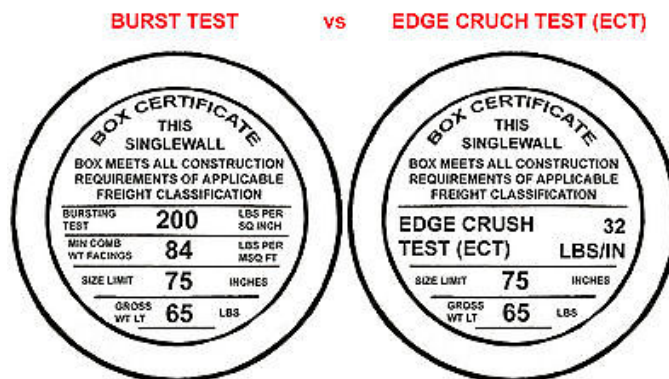 BURST TEST vs EDGE CRUCH TEST (ECT)
BOX CERTIFICATE
THIS
SINGLEWALL
BOX MEETS ALL CONSTRUCTION
REQUIREMENTS OF APPLICABLE
FREIGHT CLASSIFICATION
BURSTING TEST 200 LBS PER SQ INCH
MIN COMB WT FACINGS 84 LBS PER MSQ FT
SIZE LIMIT 75 INCHES
GROSS WT LT 65 LBS
BOX CERTIFICATE
THIS
SINGLEWALL
BOX MEETS ALL CONSTRUCTION
REQUIREMENTS OF APPLICABLE
FREIGHT CLASSIFICATION
EDGE CRUSH 32
TEST (ECT) LBS/IN
SIZE LIMIT 75 INCHES
GROSS WT LT 65 LBS